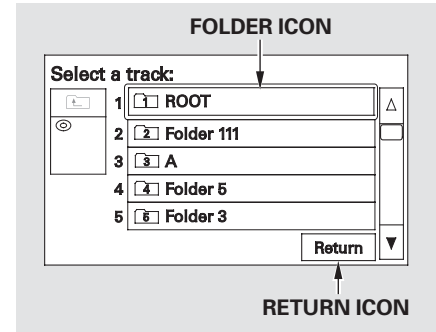 FOLDER ICON
Select a track:
1 1 ROOT
2 2 Folder 111
3 3 A
4 4 Folder 5
5 5 Folder 3
Return
RETURN ICON